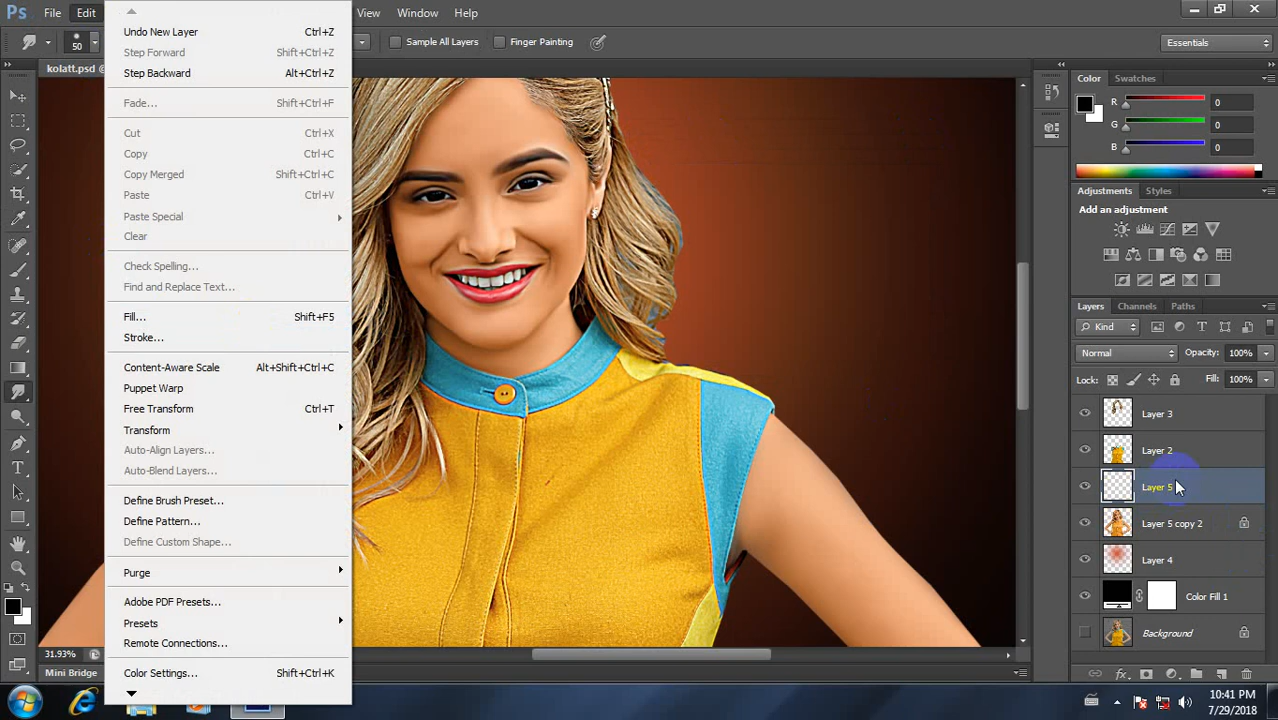 Ps File Edit View Window Help
50 Sample All Layers Finger Painting Essentials
kolatt.psd @
Undo New Layer Ctrl+Z
Step Forward Shift+Ctrl+Z
Step Backward Alt+Ctrl+Z
Fade... Shift+Ctrl+F
Cut Ctrl+X
Copy Ctrl+C
Copy Merged Shift+Ctrl+C
Paste Ctrl+V
Paste Special
Clear
Check Spelling...
Find and Replace Text...
Fill... Shift+F5
Stroke...
Content-Aware Scale Alt+Shift+Ctrl+C
Puppet Warp
Free Transform Ctrl+T
Transform
Auto-Align Layers...
Auto-Blend Layers...
Define Brush Preset...
Define Pattern...
Define Custom Shape...
Purge
Adobe PDF Presets...
Presets
Remote Connections...
Color Settings... Shift+Ctrl+K
Color Swatches
R 0
G 0
B 0
Adjustments Styles
Add an adjustment
Layers Channels Paths
Kind
Normal Opacity: 100%
Lock: Fill: 100%
Layer 3
Layer 2
Layer 5
Layer 5 copy 2
Layer 4
Color Fill 1
Background
31.93%
Mini Bridge
10:41 PM
7/29/2018